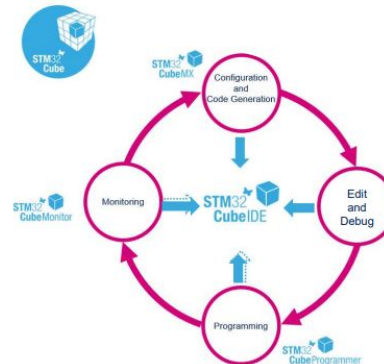 STM32
Cube
STM32
CubeMX
Configuration
and
Code Generation
STM32
CubeMonitor
Monitoring
STM32
CubeIDE
Edit
and
Debug
Programming
STM32
CubeProgrammer